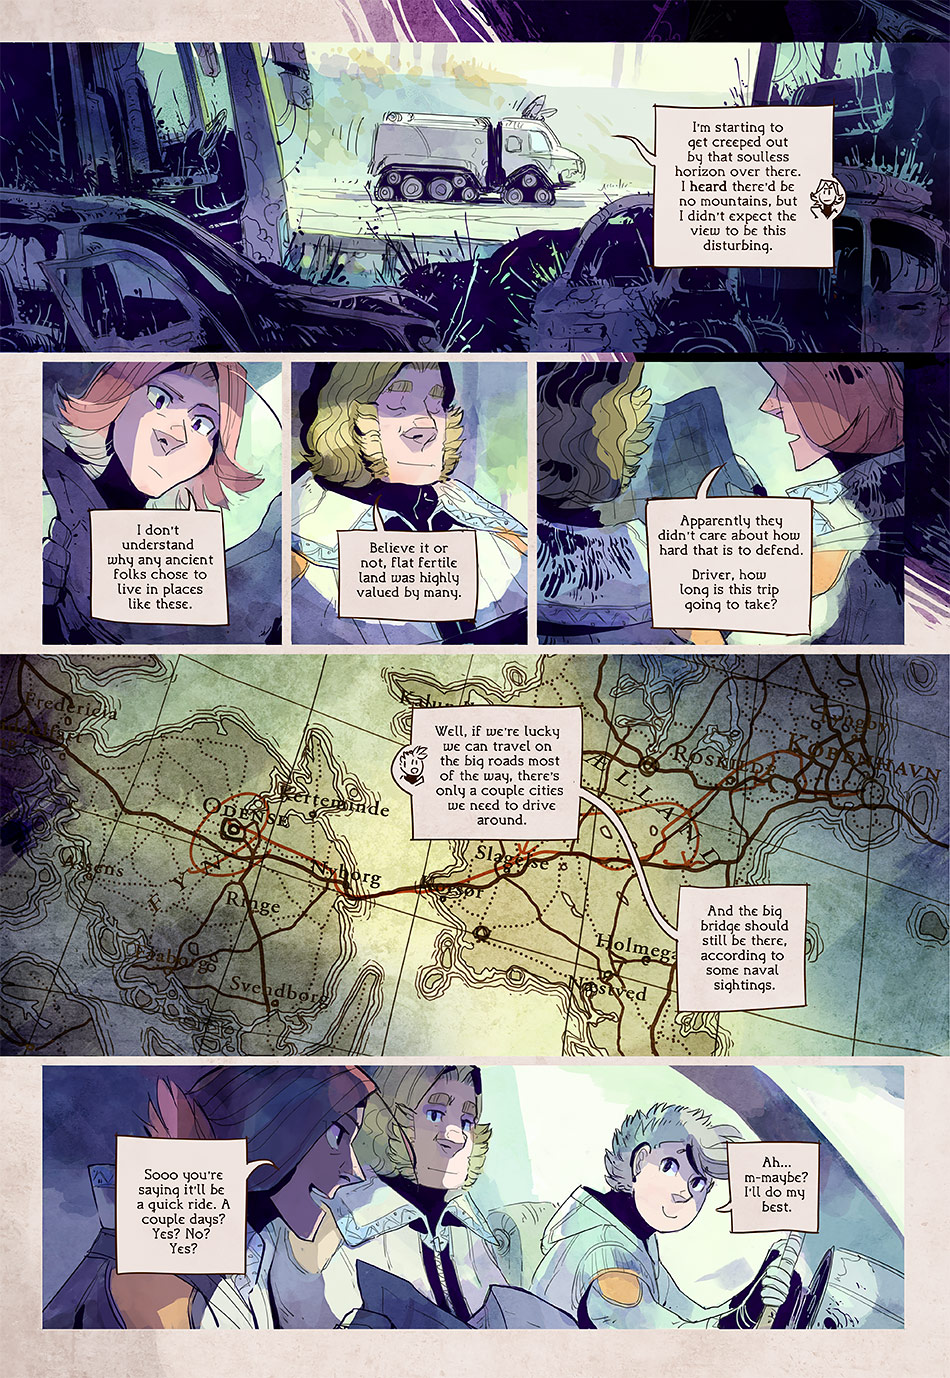 I'm starting to
get creeped out
by that soulless
horizon over there.
I heard there'd be
no mountains, but
I didn't expect the
view to be this
disturbing.
I don't
understand
why any ancient
folks chose to
live in places
like these.
Believe it or
not, flat fertile
land was highly
valued by many.
Apparently they
didn't care about how
hard that is to defend.
Driver, how
long is this trip
going to take?
Well, if we're lucky
we can travel on
the big roads most
of the way, there's
only a couple cities
we need to drive
around.
And the big
bridge should
still be there,
according to
some naval
sightings.
Fredericia
Lyngby
Roskilde
København
Kerteminde
Odense
Slagelse
Assens
Nyborg
Korsør
Ringe
Holmega
Faaborg
Næstved
Svendborg
Sooo you're
saying it'll be
a quick ride. A
couple days?
Yes? No?
Yes?
Ah...
m-maybe?
I'll do my
best.